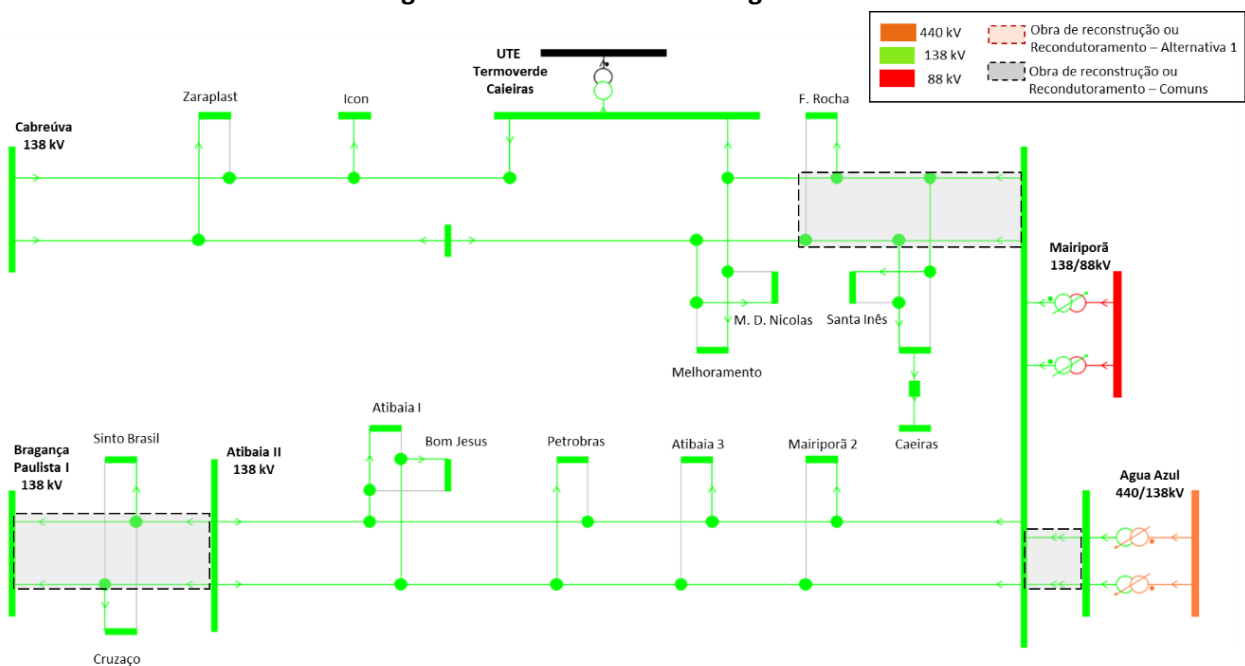 440 kV
138 kV
88 kV
Obra de reconstrução ou
Recondutoramento – Alternativa 1
Obra de reconstrução ou
Recondutoramento – Comuns
UTE
Termoverde
Caieiras
Zaraplast
Icon
F. Rocha
Cabreúva
138 kV
Mairiporã
138/88kV
M. D. Nicolas
Santa Inês
Melhoramento
Caeiras
Atibaia I
Bom Jesus
Petrobras
Atibaia 3
Mairiporã 2
Bragança
Paulista I
138 kV
Sinto Brasil
Atibaia II
138 kV
Agua Azul
440/138kV
Cruzaço